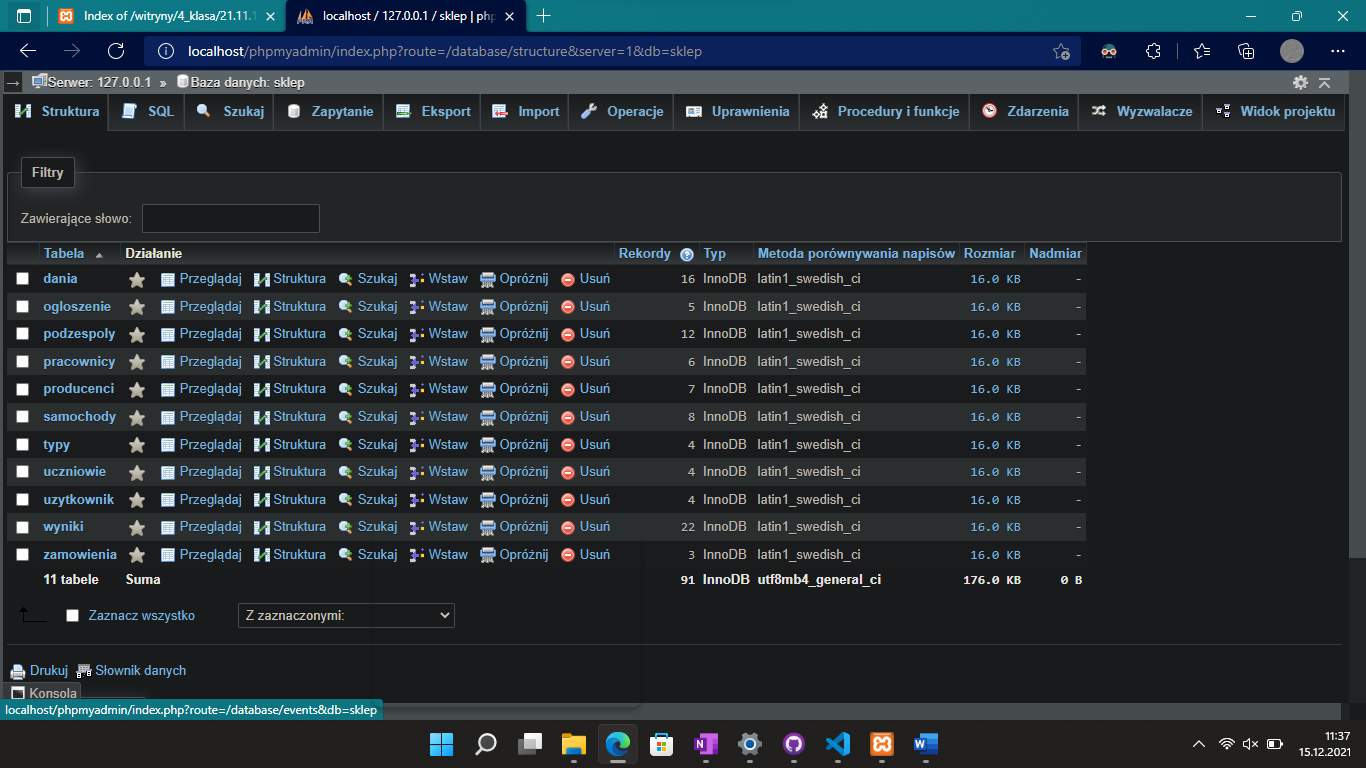 Index of /witryny/4_klasa/21.11.1
localhost / 127.0.0.1 / sklep | php
localhost/phpmyadmin/index.php?route=/database/structure&server=1&db=sklep
Serwer: 127.0.0.1 » Baza danych: sklep
Struktura SQL Szukaj Zapytanie Eksport Import Operacje Uprawnienia Procedury i funkcje Zdarzenia Wyzwalacze Widok projektu
Filtry
Zawierające słowo:
Tabela Działanie Rekordy Typ Metoda porównywania napisów Rozmiar Nadmiar
dania Przeglądaj Struktura Szukaj Wstaw Opróżnij Usuń 16 InnoDB latin1_swedish_ci 16.0 KB -
ogloszenie Przeglądaj Struktura Szukaj Wstaw Opróżnij Usuń 5 InnoDB latin1_swedish_ci 16.0 KB -
podzespoly Przeglądaj Struktura Szukaj Wstaw Opróżnij Usuń 12 InnoDB latin1_swedish_ci 16.0 KB -
pracownicy Przeglądaj Struktura Szukaj Wstaw Opróżnij Usuń 6 InnoDB latin1_swedish_ci 16.0 KB -
producenci Przeglądaj Struktura Szukaj Wstaw Opróżnij Usuń 7 InnoDB latin1_swedish_ci 16.0 KB -
samochody Przeglądaj Struktura Szukaj Wstaw Opróżnij Usuń 8 InnoDB latin1_swedish_ci 16.0 KB -
typy Przeglądaj Struktura Szukaj Wstaw Opróżnij Usuń 4 InnoDB latin1_swedish_ci 16.0 KB -
uczniowie Przeglądaj Struktura Szukaj Wstaw Opróżnij Usuń 4 InnoDB latin1_swedish_ci 16.0 KB -
uzytkownik Przeglądaj Struktura Szukaj Wstaw Opróżnij Usuń 4 InnoDB latin1_swedish_ci 16.0 KB -
wyniki Przeglądaj Struktura Szukaj Wstaw Opróżnij Usuń 22 InnoDB latin1_swedish_ci 16.0 KB -
zamowienia Przeglądaj Struktura Szukaj Wstaw Opróżnij Usuń 3 InnoDB latin1_swedish_ci 16.0 KB -
11 tabele Suma 91 InnoDB utf8mb4_general_ci 176.0 KB 0 B
Zaznacz wszystko Z zaznaczonymi:
Drukuj Słownik danych
Konsola
localhost/phpmyadmin/index.php?route=/database/events&db=sklep
11:37
15.12.2021